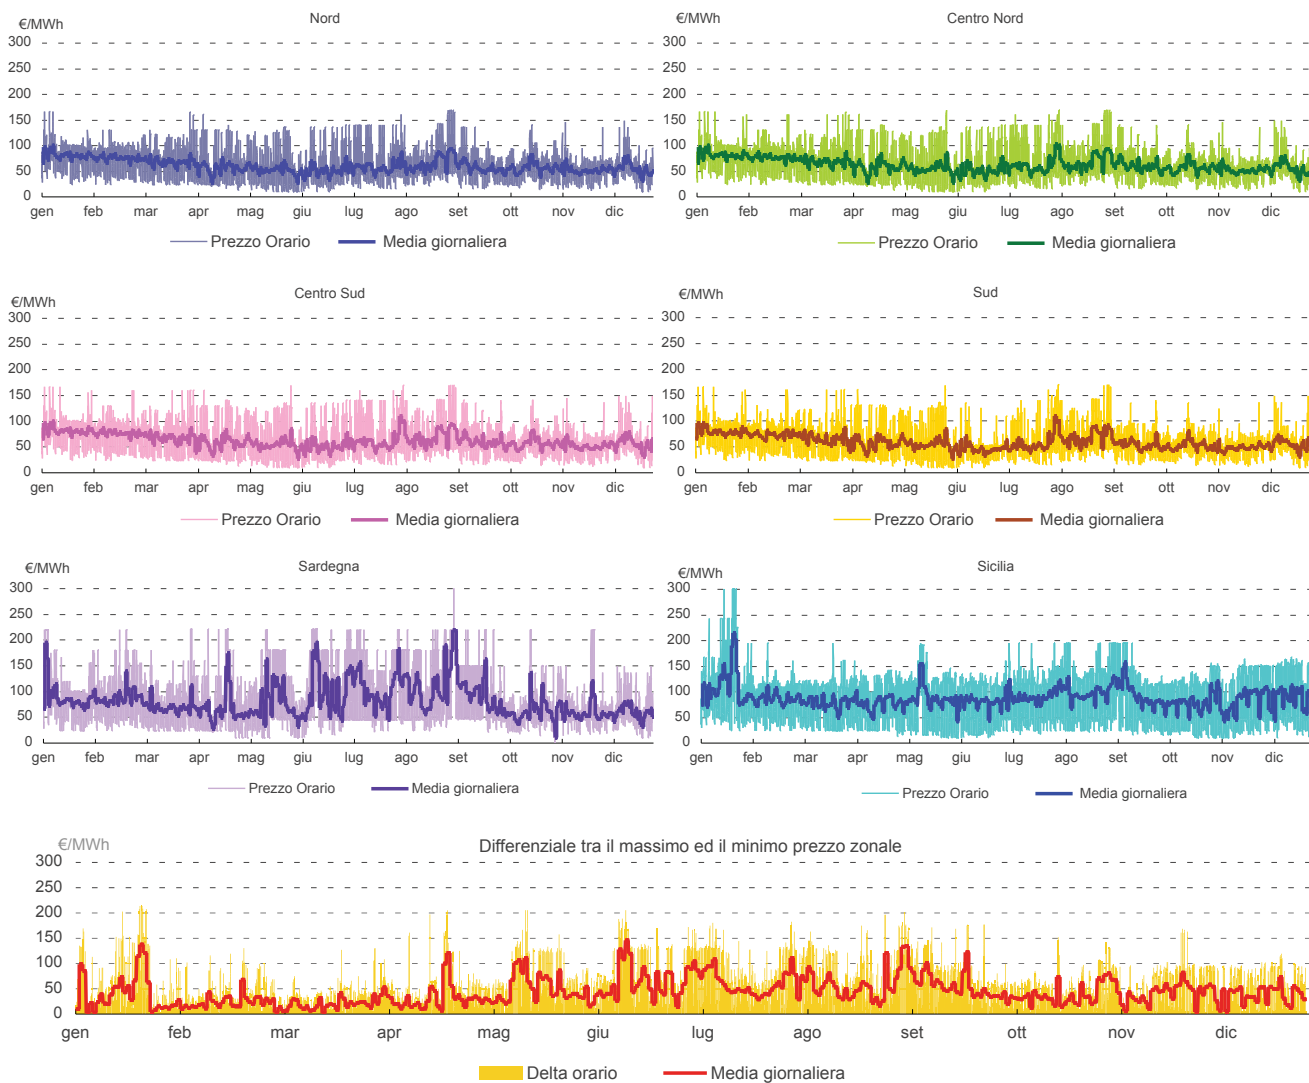 €/MWh Nord
300
250
200
150
100
50
0
gen feb mar apr mag giu lug ago set ott nov dic
Prezzo Orario Media giornaliera
€/MWh Centro Nord
300
250
200
150
100
50
0
gen feb mar apr mag giu lug ago set ott nov dic
Prezzo Orario Media giornaliera
€/MWh Centro Sud
300
250
200
150
100
50
0
gen feb mar apr mag giu lug ago set ott nov dic
Prezzo Orario Media giornaliera
€/MWh Sud
300
250
200
150
100
50
0
gen feb mar apr mag giu lug ago set ott nov dic
Prezzo Orario Media giornaliera
€/MWh Sardegna
300
250
200
150
100
50
0
gen feb mar apr mag giu lug ago set ott nov dic
Prezzo Orario Media giornaliera
€/MWh Sicilia
300
250
200
150
100
50
0
gen feb mar apr mag giu lug ago set ott nov dic
Prezzo Orario Media giornaliera
€/MWh Differenziale tra il massimo ed il minimo prezzo zonale
300
250
200
150
100
50
0
gen feb mar apr mag giu lug ago set ott nov dic
Delta orario Media giornaliera